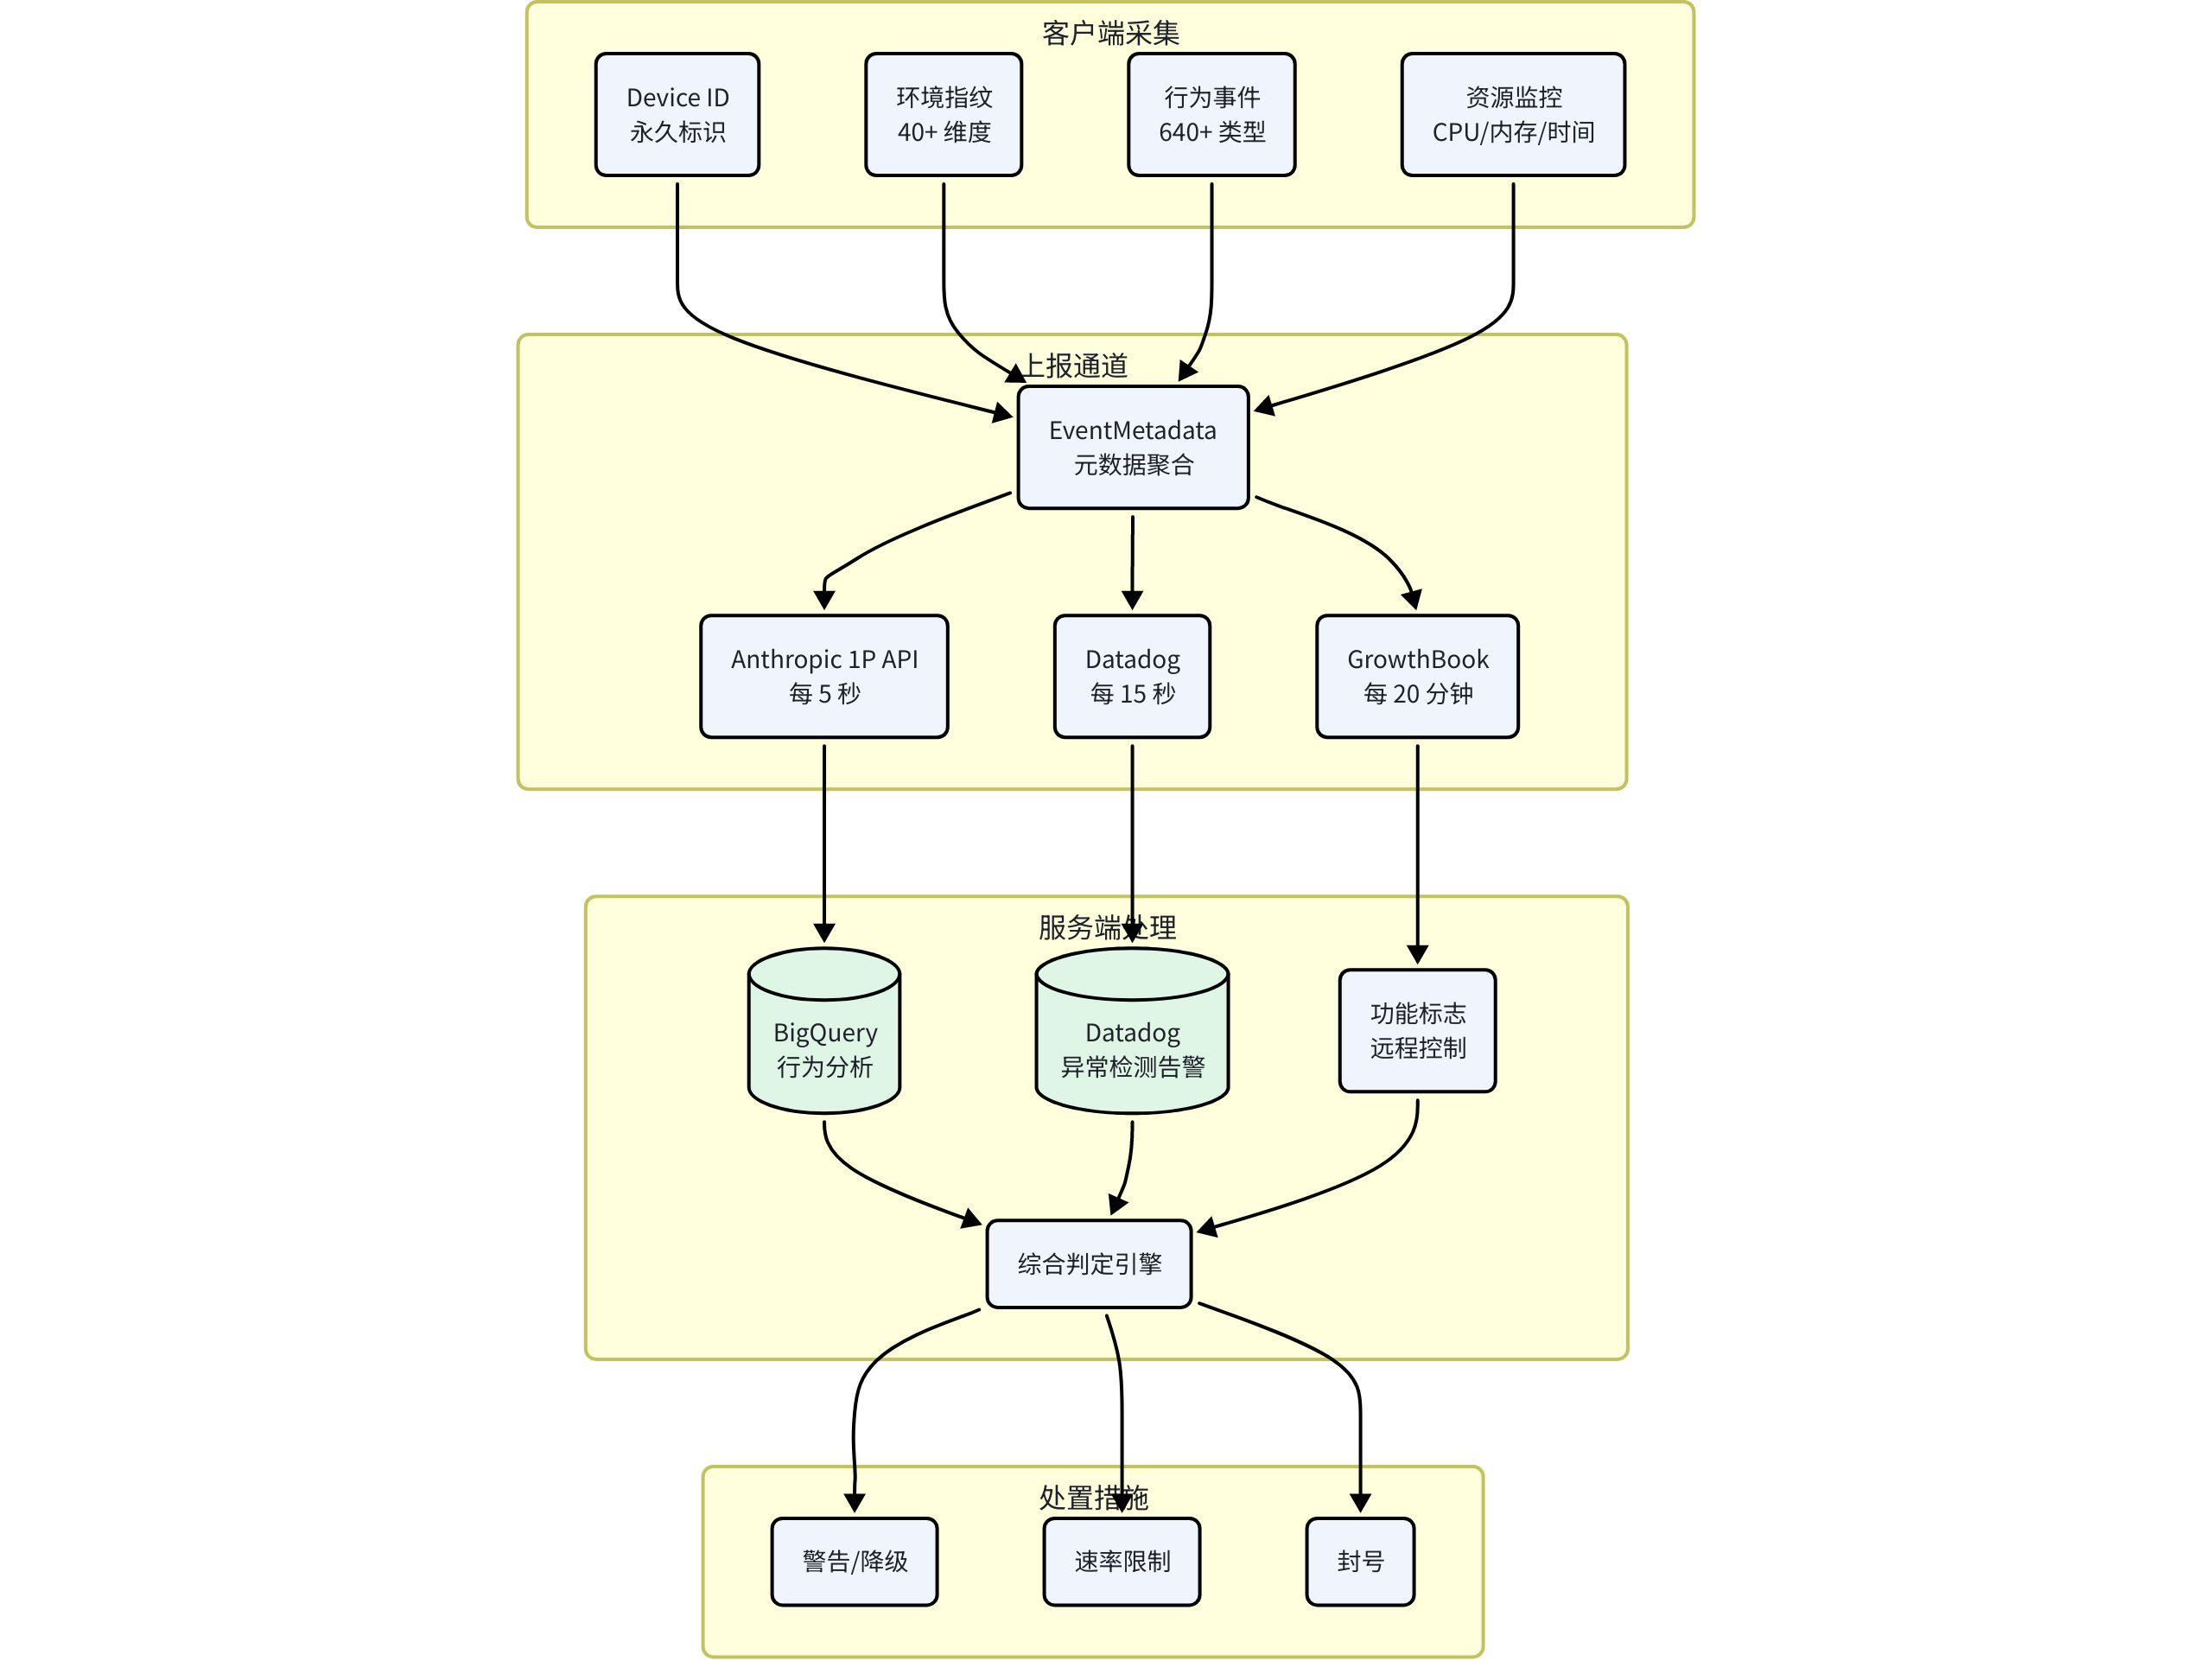 客户端采集
Device ID
永久标识
环境指纹
40+ 维度
行为事件
640+ 类型
资源监控
CPU/内存/时间
上报通道
EventMetadata
元数据聚合
Anthropic 1P API
每 5 秒
Datadog
每 15 秒
GrowthBook
每 20 分钟
服务端处理
BigQuery
行为分析
Datadog
异常检测告警
功能标志
远程控制
综合判定引擎
处置措施
警告/降级
速率限制
封号